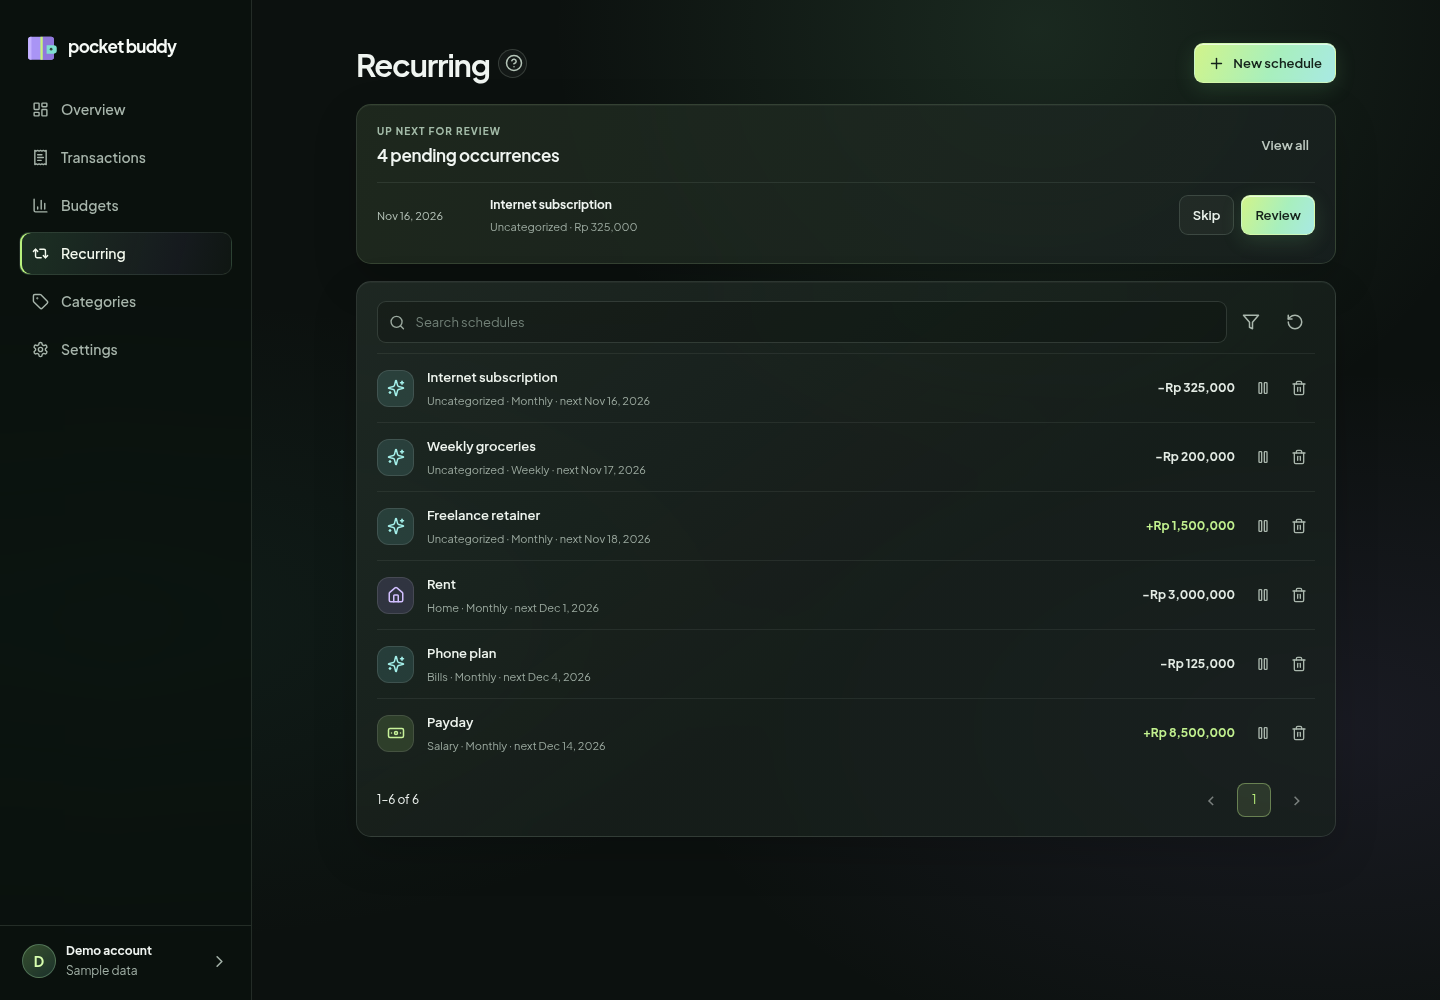 pocket buddy
Overview
Transactions
Budgets
Recurring
Categories
Settings
Demo account
Sample data
D
Recurring
New schedule
UP NEXT FOR REVIEW
4 pending occurrences
View all
Nov 16, 2026
Internet subscription
Uncategorized · Rp 325,000
Skip
Review
Search schedules
Internet subscription
Uncategorized · Monthly · next Nov 16, 2026
−Rp 325,000
Weekly groceries
Uncategorized · Weekly · next Nov 17, 2026
−Rp 200,000
Freelance retainer
Uncategorized · Monthly · next Nov 18, 2026
+Rp 1,500,000
Rent
Home · Monthly · next Dec 1, 2026
−Rp 3,000,000
Phone plan
Bills · Monthly · next Dec 4, 2026
−Rp 125,000
Payday
Salary · Monthly · next Dec 14, 2026
+Rp 8,500,000
1–6 of 6
1